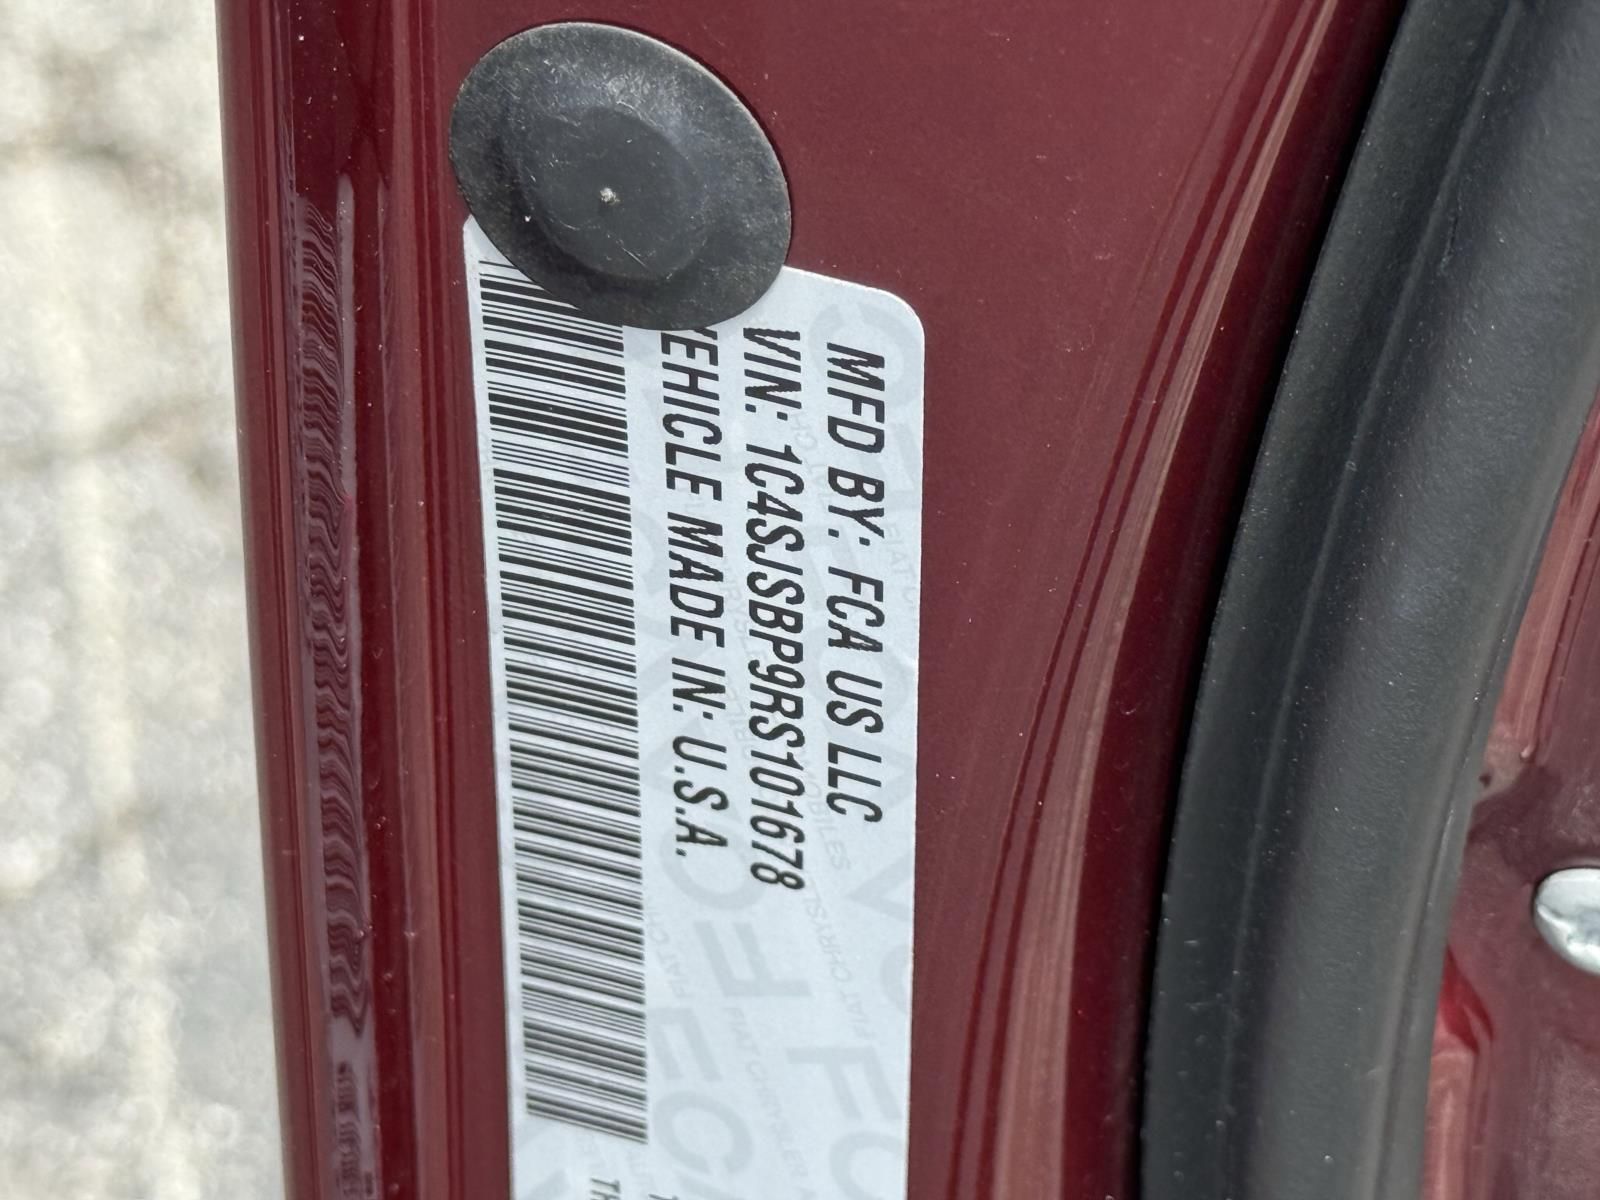 MFD BY: FCA US LLC
VIN: 1C4SJSBP9RS101678
VEHICLE MADE IN: U.S.A.